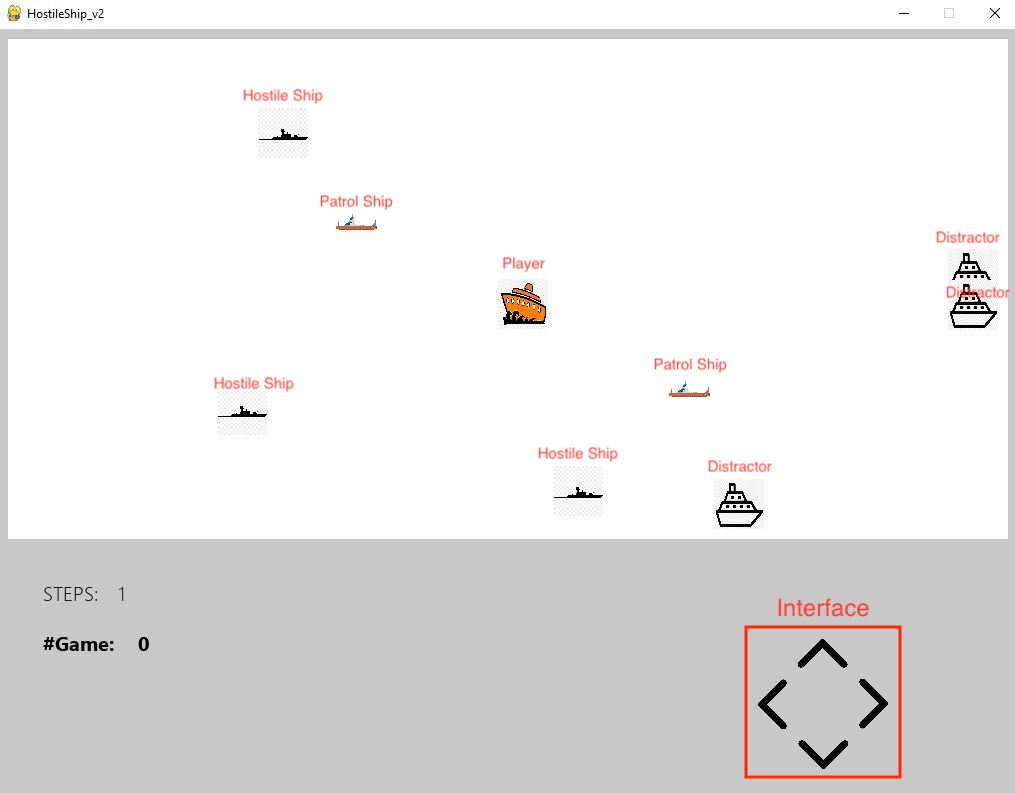 HostileShip_v2
Hostile Ship
Patrol Ship
Distractor
Player
Distractor
Patrol Ship
Hostile Ship
Hostile Ship
Distractor
STEPS: 1
Interface
#Game: 0